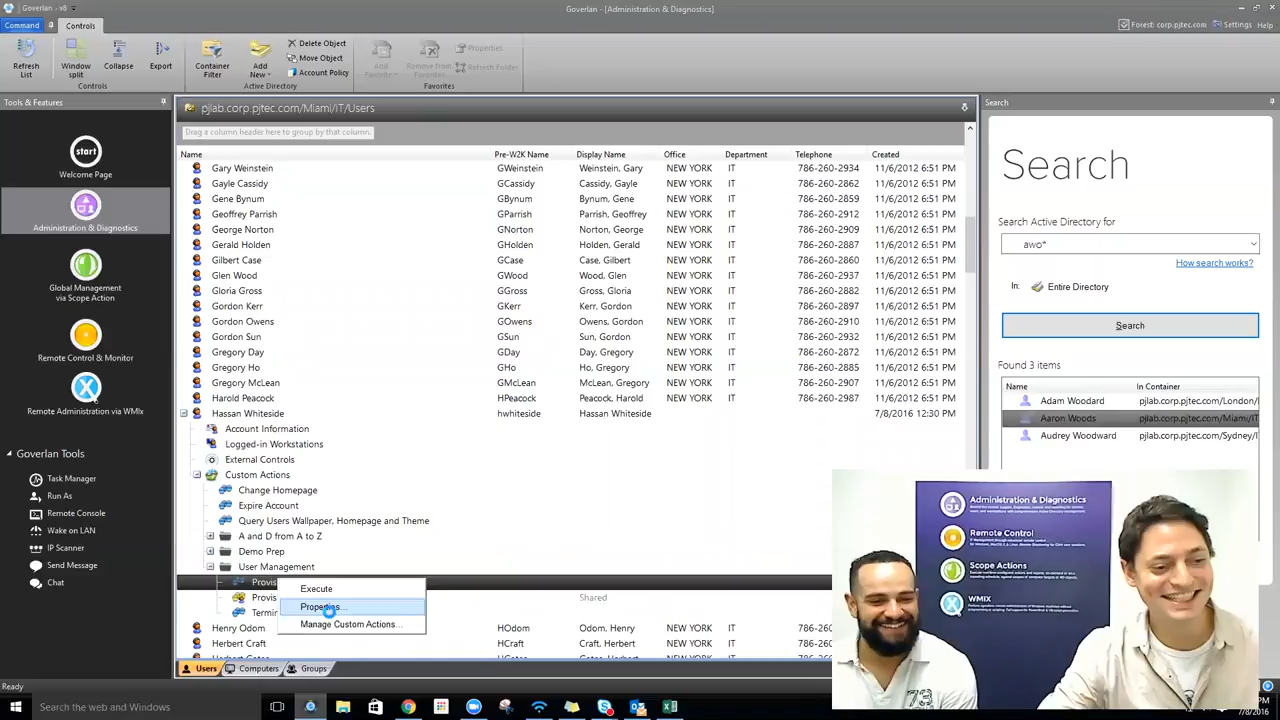 Goverlan - v8
Goverlan - [Administration & Diagnostics]
Command
Controls
Forest: corp.pjtec.com
Settings
Help
Refresh List
Window split
Collapse
Export
Controls
Container Filter
Add New
Delete Object
Move Object
Account Policy
Active Directory
Add Favorite
Remove from Favorites
Properties
Refresh Folder
Favorites
Tools & Features
start
Welcome Page
Administration & Diagnostics
Global Management via Scope Action
Remote Control & Monitor
Remote Administration via WMIx
Goverlan Tools
Task Manager
Run As
Remote Console
Wake on LAN
IP Scanner
Send Message
Chat
pjlab.corp.pjtec.com/Miami/IT/Users
Drag a column header here to group by that column.
Name Pre-W2K Name Display Name Office Department Telephone Created
Gary Weinstein GWeinstein Weinstein, Gary NEW YORK IT 786-260-2934 11/6/2012 6:51 PM
Gayle Cassidy GCassidy Cassidy, Gayle NEW YORK IT 786-260-2862 11/6/2012 6:51 PM
Gene Bynum GBynum Bynum, Gene NEW YORK IT 786-260-2859 11/6/2012 6:51 PM
Geoffrey Parrish GParrish Parrish, Geoffrey NEW YORK IT 786-260-2912 11/6/2012 6:51 PM
George Norton GNorton Norton, George NEW YORK IT 786-260-2909 11/6/2012 6:51 PM
Gerald Holden GHolden Holden, Gerald NEW YORK IT 786-260-2887 11/6/2012 6:51 PM
Gilbert Case GCase Case, Gilbert NEW YORK IT 786-260-2860 11/6/2012 6:51 PM
Glen Wood GWood Wood, Glen NEW YORK IT 786-260-2937 11/6/2012 6:51 PM
Gloria Gross GGross Gross, Gloria NEW YORK IT 786-260-2882 11/6/2012 6:51 PM
Gordon Kerr GKerr Kerr, Gordon NEW YORK IT 786-260-2897 11/6/2012 6:51 PM
Gordon Owens GOwens Owens, Gordon NEW YORK IT 786-260-2910 11/6/2012 6:51 PM
Gordon Sun GSun Sun, Gordon NEW YORK IT 786-260-2927 11/6/2012 6:51 PM
Gregory Day GDay Day, Gregory NEW YORK IT 786-260-2872 11/6/2012 6:51 PM
Gregory Ho GHo Ho, Gregory NEW YORK IT 786-260-2885 11/6/2012 6:51 PM
Gregory McLean GMcLean McLean, Gregory NEW YORK IT 786-260-2907 11/6/2012 6:51 PM
Harold Peacock HPeacock Peacock, Harold NEW YORK IT 786-260-2987 11/6/2012 6:51 PM
Hassan Whiteside hwhiteside Hassan Whiteside 7/8/2016 12:30 PM
Account Information
Logged-in Workstations
External Controls
Custom Actions
Change Homepage
Expire Account
Query Users Wallpaper, Homepage and Theme
A and D from A to Z
Demo Prep
User Management
Provis
Provis Shared
Termi
Execute
Properties...
Manage Custom Actions...
Henry Odom HOdom Odom, Henry NEW YORK IT 786-
Herbert Craft HCraft Craft, Herbert NEW YORK IT 786-
Users
Computers
Groups
Ready
Search
Search
Search Active Directory for
awo*
How search works?
In: Entire Directory
Search
Found 3 items
Name In Container
Adam Woodard pjlab.corp.pjtec.com/London/
Aaron Woods pjlab.corp.pjtec.com/Miami/IT
Audrey Woodward pjlab.corp.pjtec.com/Sydney/I
Administration & Diagnostics
Remote Control
Scope Actions
WMIX
73
Search the web and Windows
PM
7/8/2016